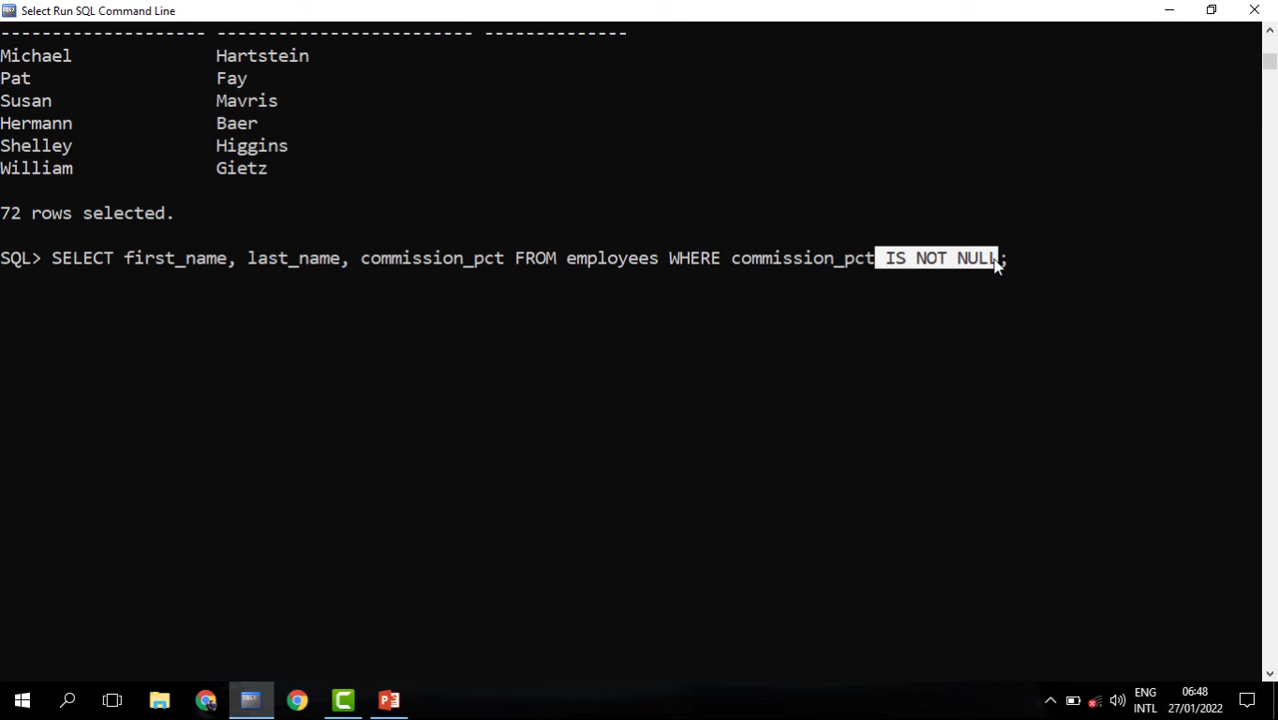 Select Run SQL Command Line
-------------------- ------------------------- --------------
Michael Hartstein
Pat Fay
Susan Mavris
Hermann Baer
Shelley Higgins
William Gietz
72 rows selected.
SQL> SELECT first_name, last_name, commission_pct FROM employees WHERE commission_pct IS NOT NULL;
ENG 06:48
INTL 27/01/2022